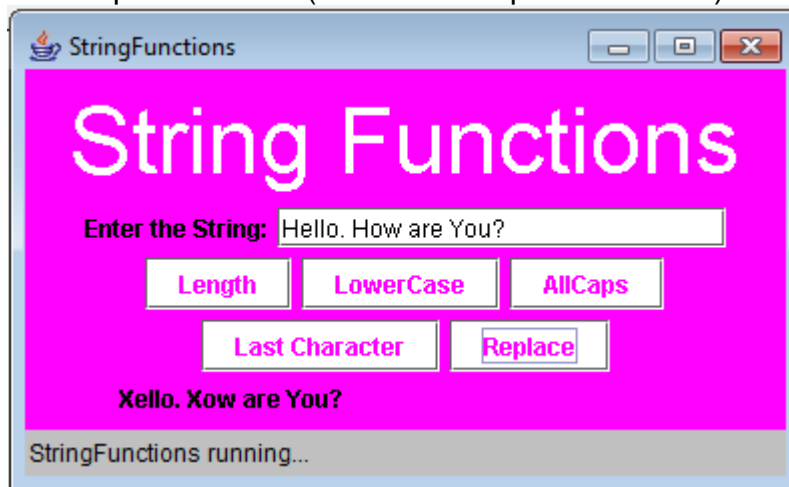 StringFunctions
String Functions
Enter the String: Hello. How are You?
Length LowerCase AllCaps
Last Character Replace
Xello. Xow are You?
StringFunctions running...